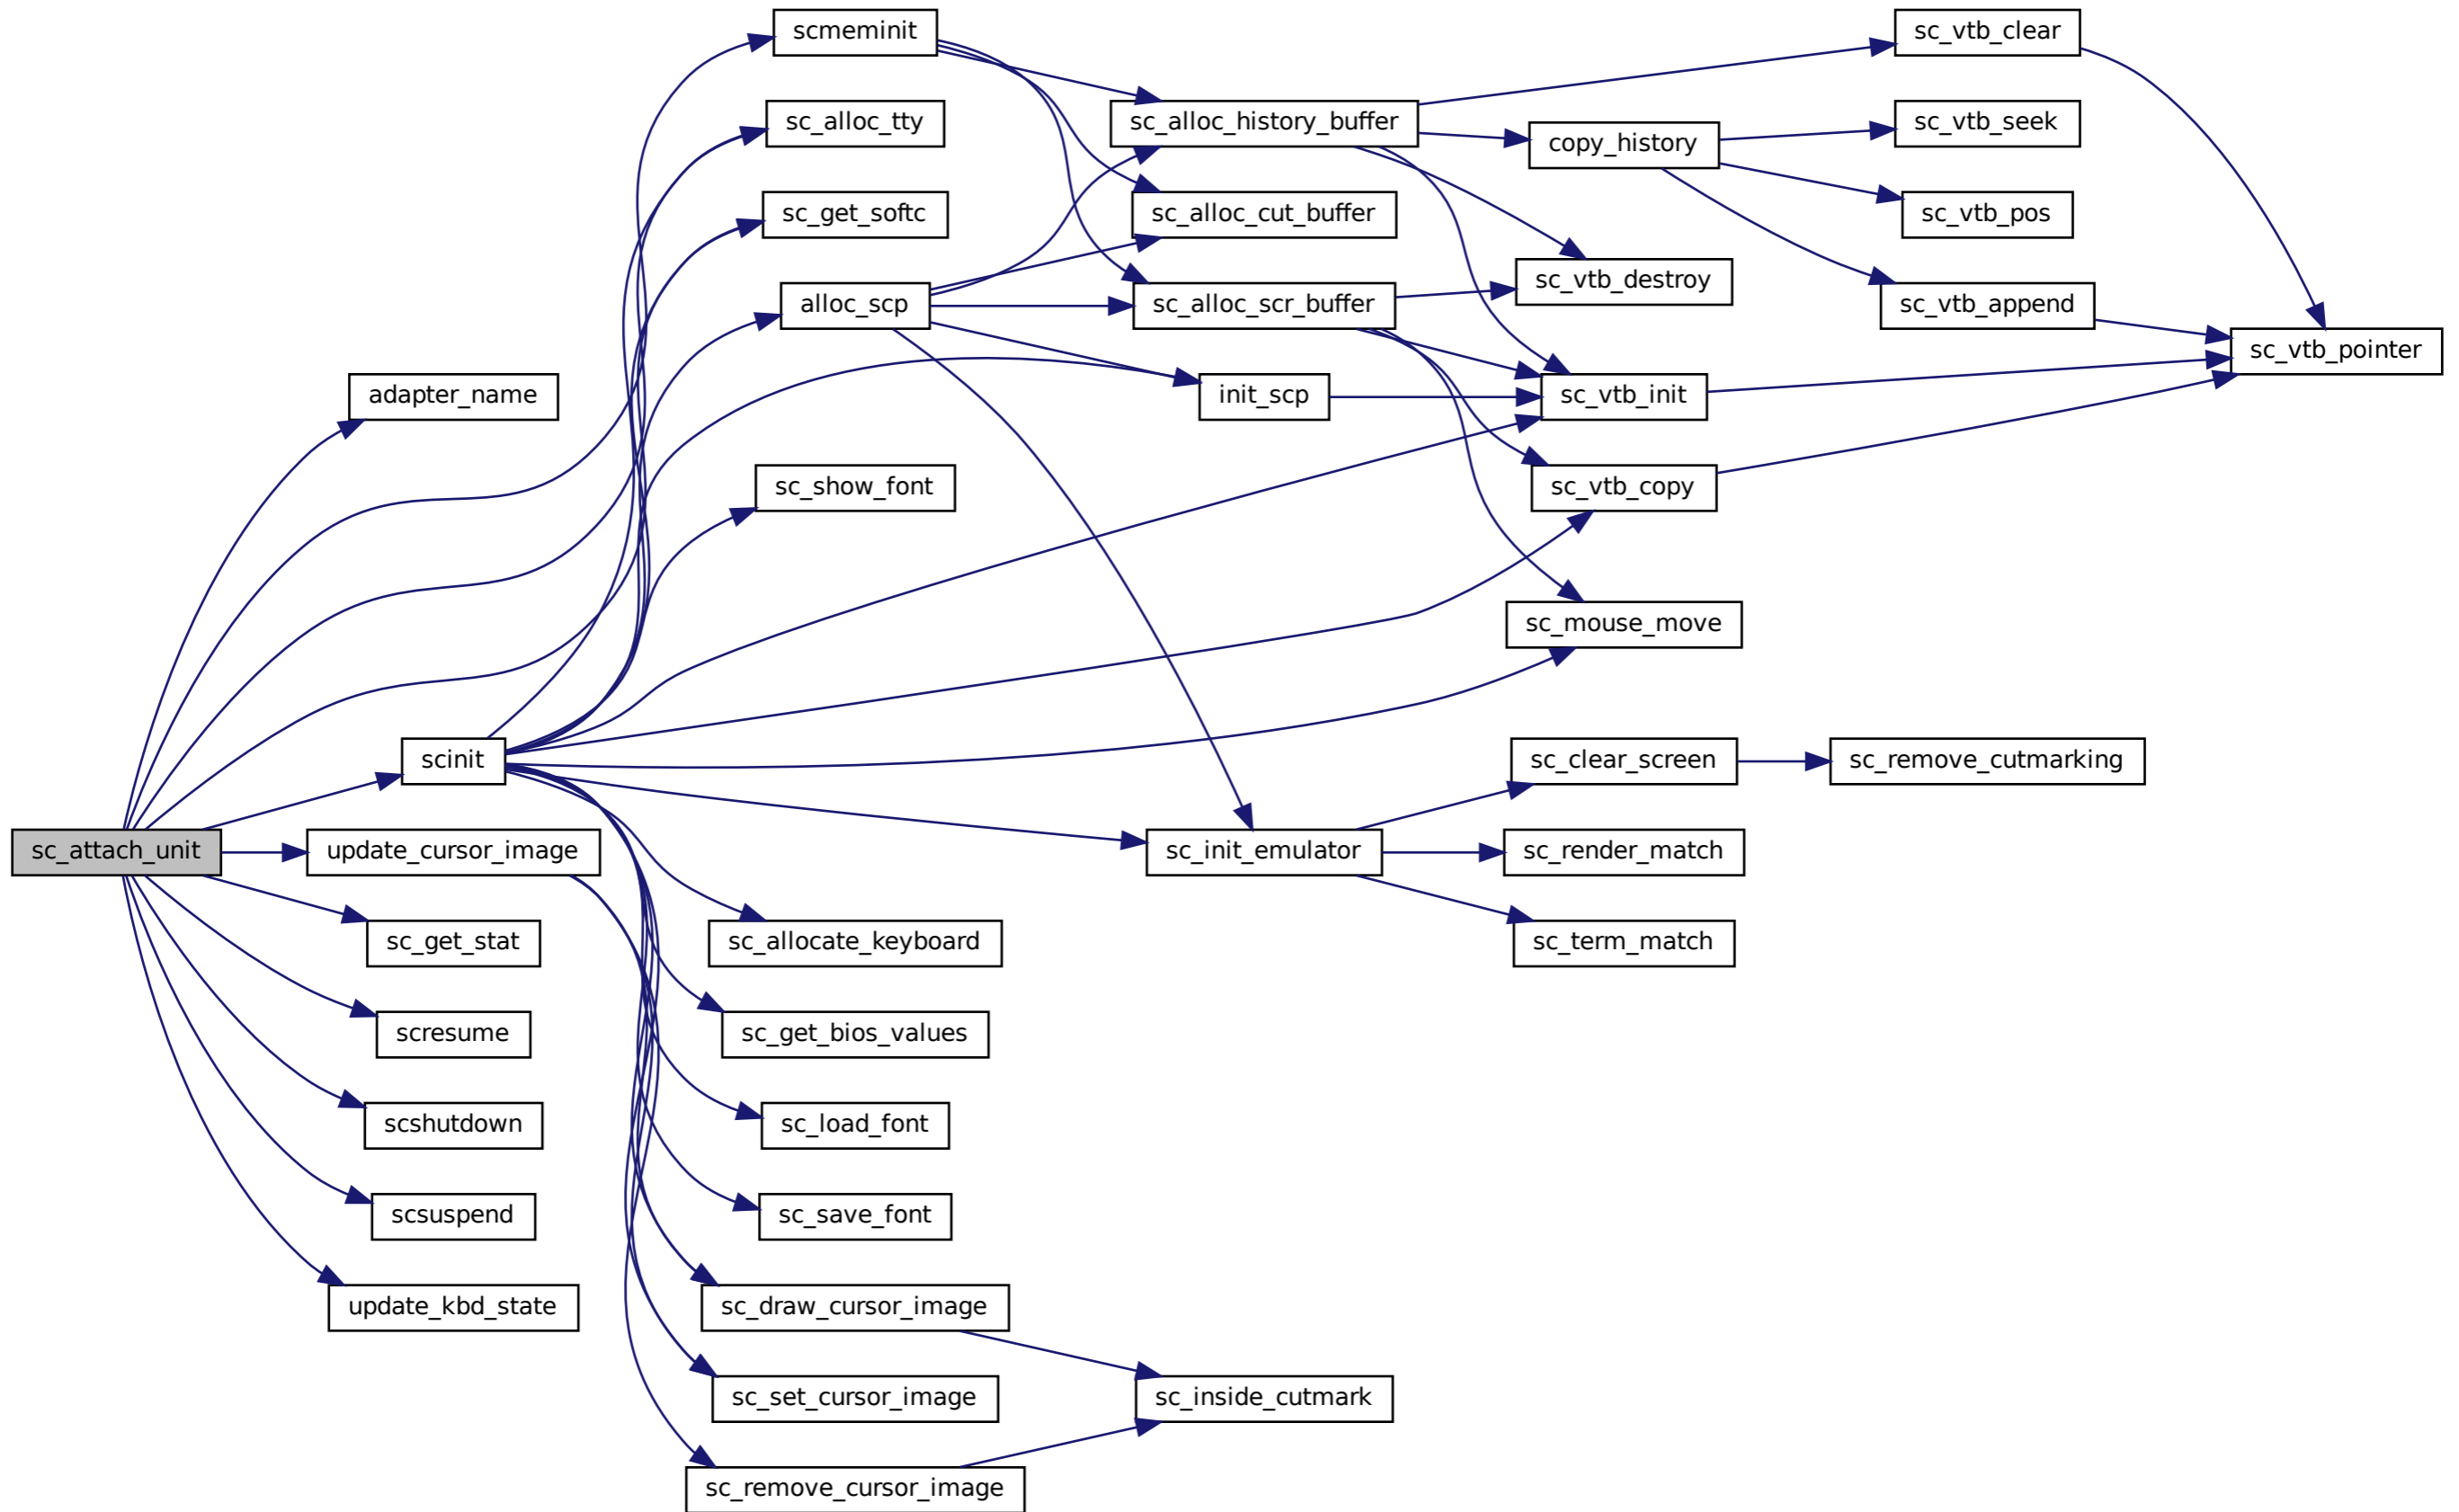 scmeminit
sc_vtb_clear
sc_alloc_tty
sc_alloc_history_buffer
sc_vtb_seek
copy_history
sc_get_softc
sc_alloc_cut_buffer
sc_vtb_pos
sc_vtb_destroy
alloc_scp
sc_alloc_scr_buffer
sc_vtb_append
sc_vtb_pointer
adapter_name
init_scp
sc_vtb_init
sc_show_font
sc_vtb_copy
sc_mouse_move
scinit
sc_clear_screen
sc_remove_cutmarking
sc_attach_unit
update_cursor_image
sc_init_emulator
sc_render_match
sc_get_stat
sc_allocate_keyboard
sc_term_match
scresume
sc_get_bios_values
scshutdown
sc_load_font
scsuspend
sc_save_font
update_kbd_state
sc_draw_cursor_image
sc_set_cursor_image
sc_inside_cutmark
sc_remove_cursor_image